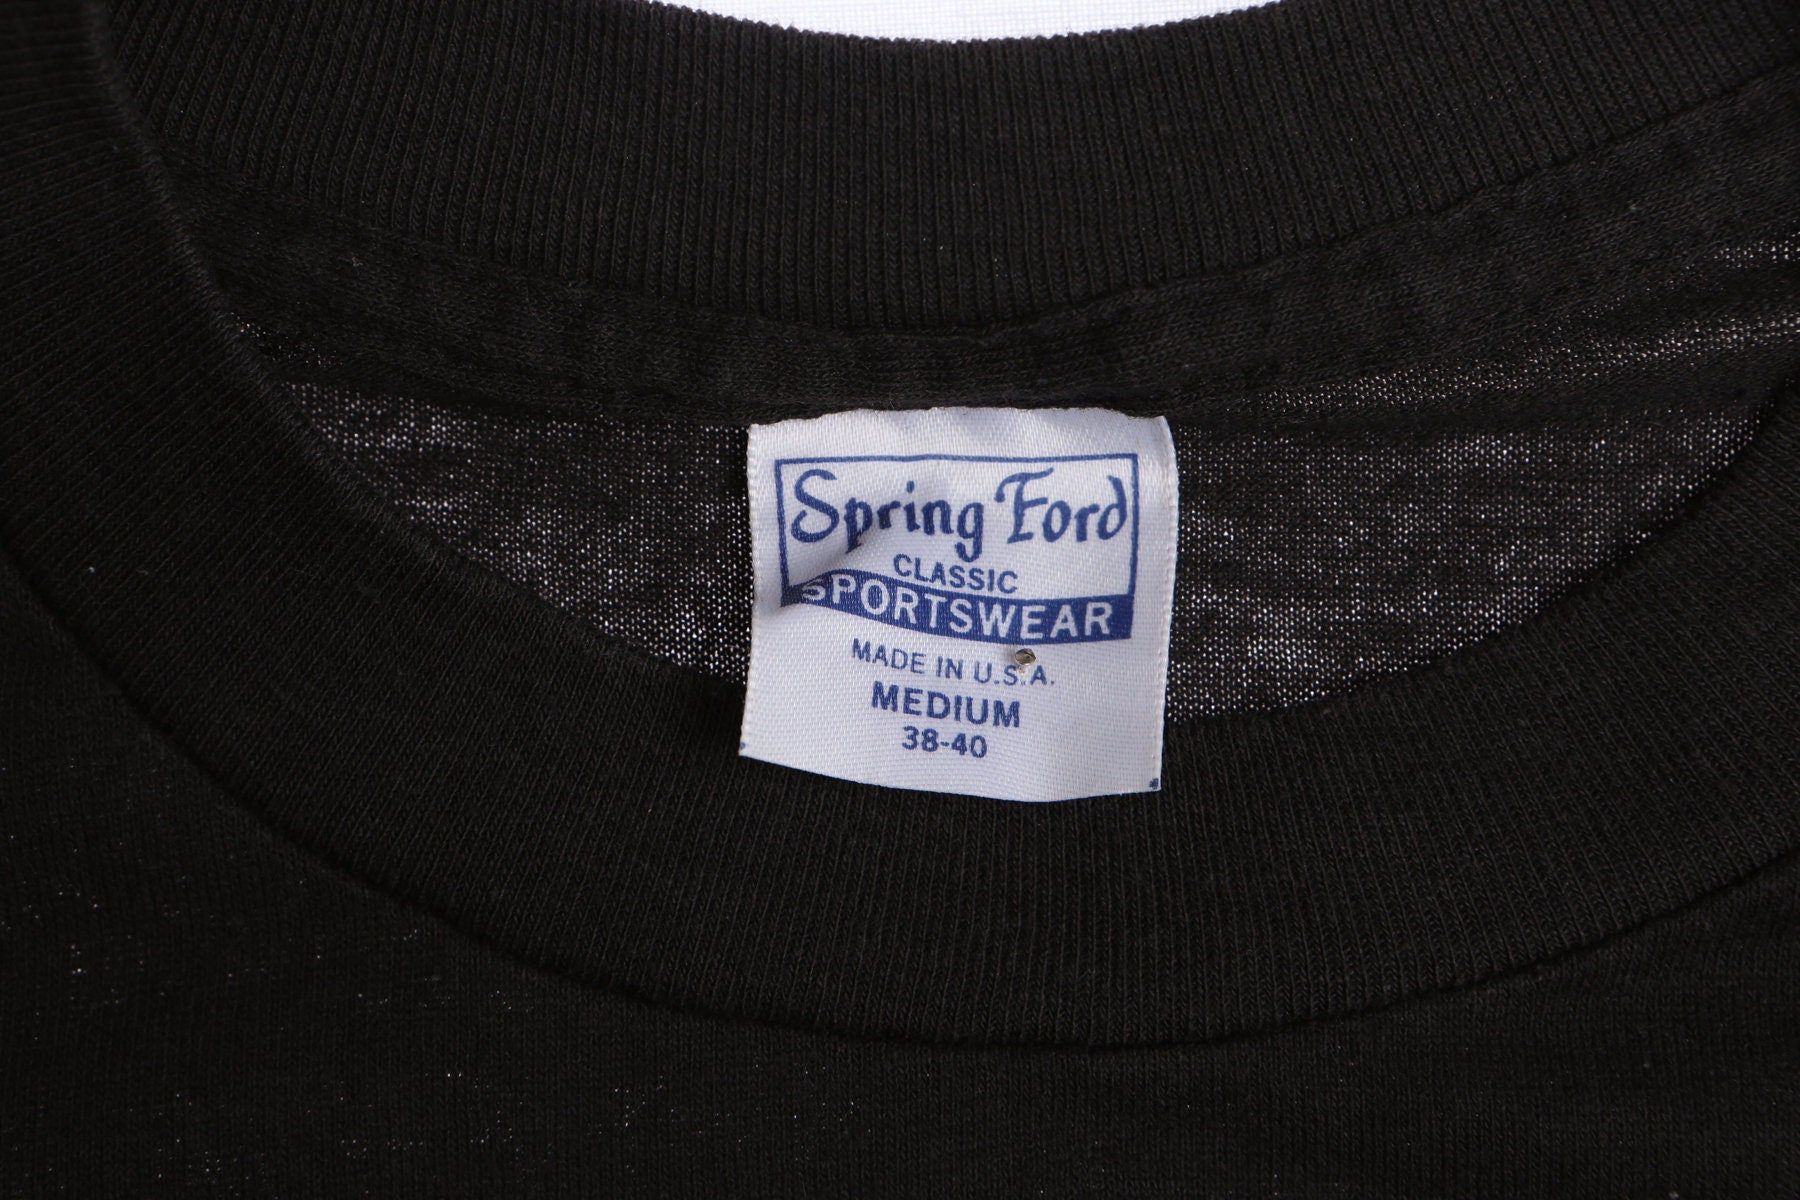 Spring Ford
CLASSIC
SPORTSWEAR
MADE IN U.S.A.
MEDIUM
38-40